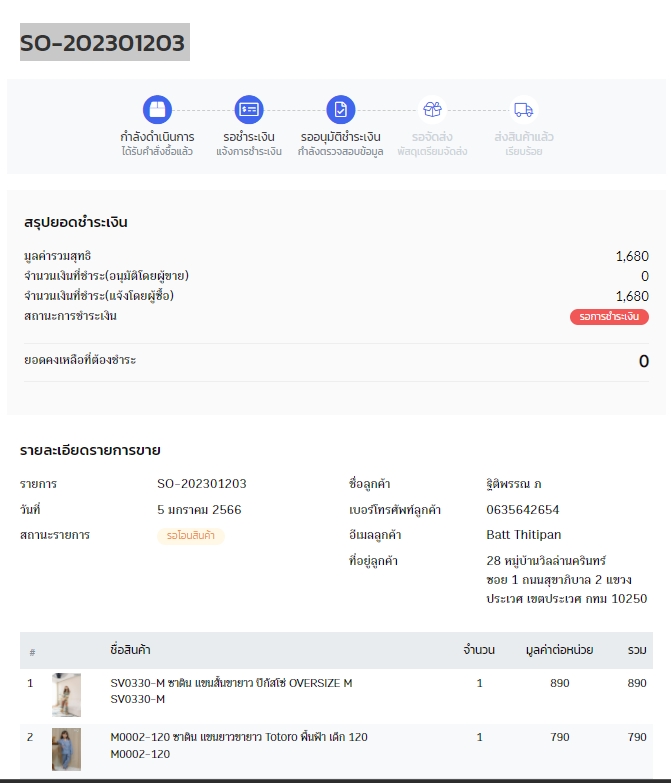 SO-202301203
กำลังดำเนินการ รอชำระเงิน รออนุมัติชำระเงิน รอจัดส่ง ส่งสินค้าแล้ว
ได้รับคำสั่งซื้อแล้ว แจ้งการชำระเงิน กำลังตรวจสอบข้อมูล พัสดุเตรียมจัดส่ง เรียบร้อย
สรุปยอดชำระเงิน
มูลค่ารวมสุทธิ 1,680
จำนวนเงินที่ชำระ(อนุมัติโดยผู้ขาย) 0
จำนวนเงินที่ชำระ(แจ้งโดยผู้ซื้อ) 1,680
สถานะการชำระเงิน รอการชำระเงิน
ยอดคงเหลือที่ต้องชำระ 0
รายละเอียดรายการขาย
รายการ SO-202301203 ชื่อลูกค้า ฐิติพรรณ ภ
วันที่ 5 มกราคม 2566 เบอร์โทรศัพท์ลูกค้า 0635642654
สถานะรายการ รอโอนสินค้า อีเมลลูกค้า Batt Thitipan
ที่อยู่ลูกค้า 28 หมู่บ้านวิลล่านครินทร์
ซอย 1 ถนนสุขาภิบาล 2 แขวง
ประเวศ เขตประเวศ กทม 10250
# ชื่อสินค้า จำนวน มูลค่าต่อหน่วย รวม
1 SV0330-M ซาติน แขนสั้นขายาว ปิกัสโซ่ OVERSIZE M 1 890 890
SV0330-M
2 M0002-120 ซาติน แขนยาวขายาว Totoro พื้นฟ้า เด็ก 120 1 790 790
M0002-120